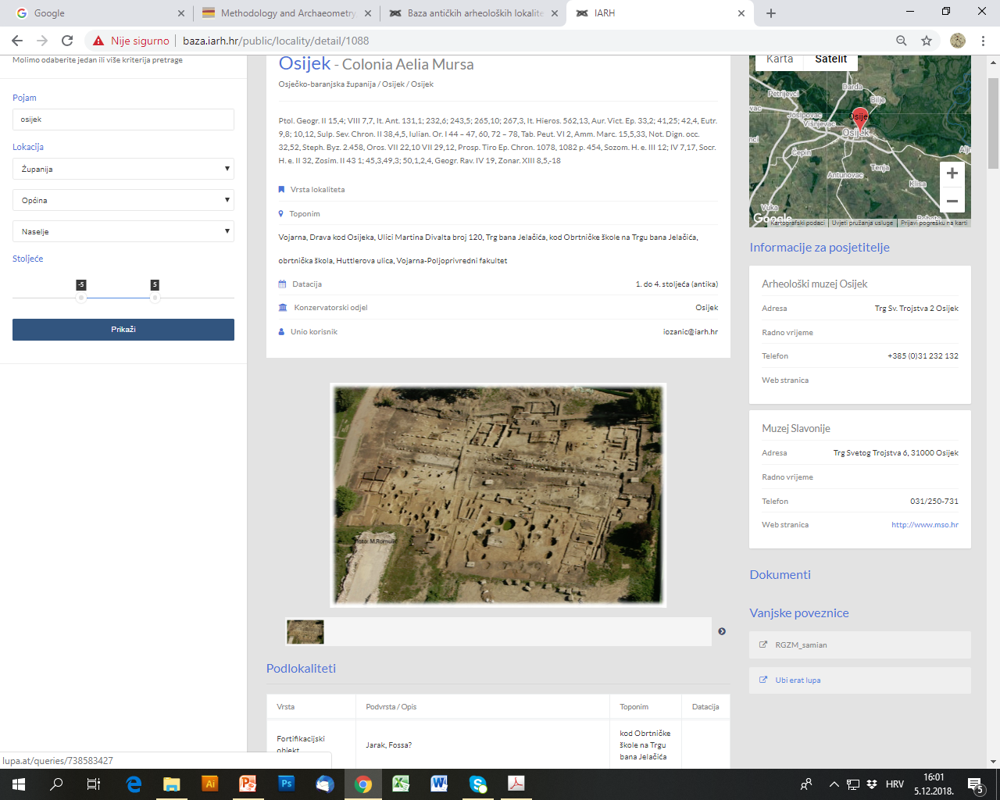 Google
Methodology and Archaeometry
Baza antičkih arheoloških lokalite
IARH
Nije sigurno
baza.iarh.hr/public/locality/detail/1088
Molimo odaberite jedan ili više kriterija pretrage
Pojam
osijek
Lokacija
Županija
Općina
Naselje
Stoljeće
-5
5
Prikaži
Osijek - Colonia Aelia Mursa
Osječko-baranjska županija / Osijek / Osijek
Ptol. Geogr. II 15,4; VIII 7,7, It. Ant. 131,1; 232,6; 243,5; 265,10; 267,3, It. Hieros. 562,13, Aur. Vict. Ep. 33,2; 41,25; 42,4, Eutr.
9,8; 10,12, Sulp. Sev. Chron. II 38,4,5, Iulian. Or. I 44 – 47, 60, 72 – 78, Tab. Peut. VI 2, Amm. Marc. 15,5,33, Not. Dign. occ.
32,52, Steph. Byz. 2.458, Oros. VII 22,10 VII 29,12, Prosp. Tiro Ep. Chron. 1078, 1082 p. 454, Sozom. H. e. III 12; IV 7,17, Socr.
H. e. II 32, Zosim. II 43 1; 45,3,49,3; 50,1,2,4, Geogr. Rav. IV 19, Zonar. XIII 8,5,-18
Vrsta lokaliteta
Toponim
Vojarna, Drava kod Osijeka, Ulici Martina Divalta broj 120, Trg bana Jelačića, kod Obrtničke škole na Trgu bana Jelačića,
obrtnička škola, Huttlerova ulica, Vojarna-Poljoprivredni fakultet
Datacija 1. do 4. stoljeća (antika)
Konzervatorski odjel Osijek
Unio korisnik iozanic@iarh.hr
Foto: M.Romulić
Podlokaliteti
Vrsta Podvrsta / Opis Toponim Datacija
Fortifikacijski
objekt
Jarak, Fossa?
kod Obrtničke
škole na Trgu
bana Jelačića
Karta Satelit
Darda
Petrijevci
Bilje
Josipovac
Višnjevac
Osijek
Osijek
Čepin
Tenja
Antunovac
Klisa
Vuka
Google
Kartografski podaci Uvjeti pružanja usluge Prijavi pogrešku na karti
Informacije za posjetitelje
Arheološki muzej Osijek
Adresa Trg Sv. Trojstva 2 Osijek
Radno vrijeme
Telefon +385 (0)31 232 132
Web stranica
Muzej Slavonije
Adresa Trg Svetog Trojstva 6, 31000 Osijek
Radno vrijeme
Telefon 031/250-731
Web stranica http://www.mso.hr
Dokumenti
Vanjske poveznice
RGZM_samian
Ubi erat lupa
lupa.at/queries/738583427
HRV
16:01
5.12.2018.
5